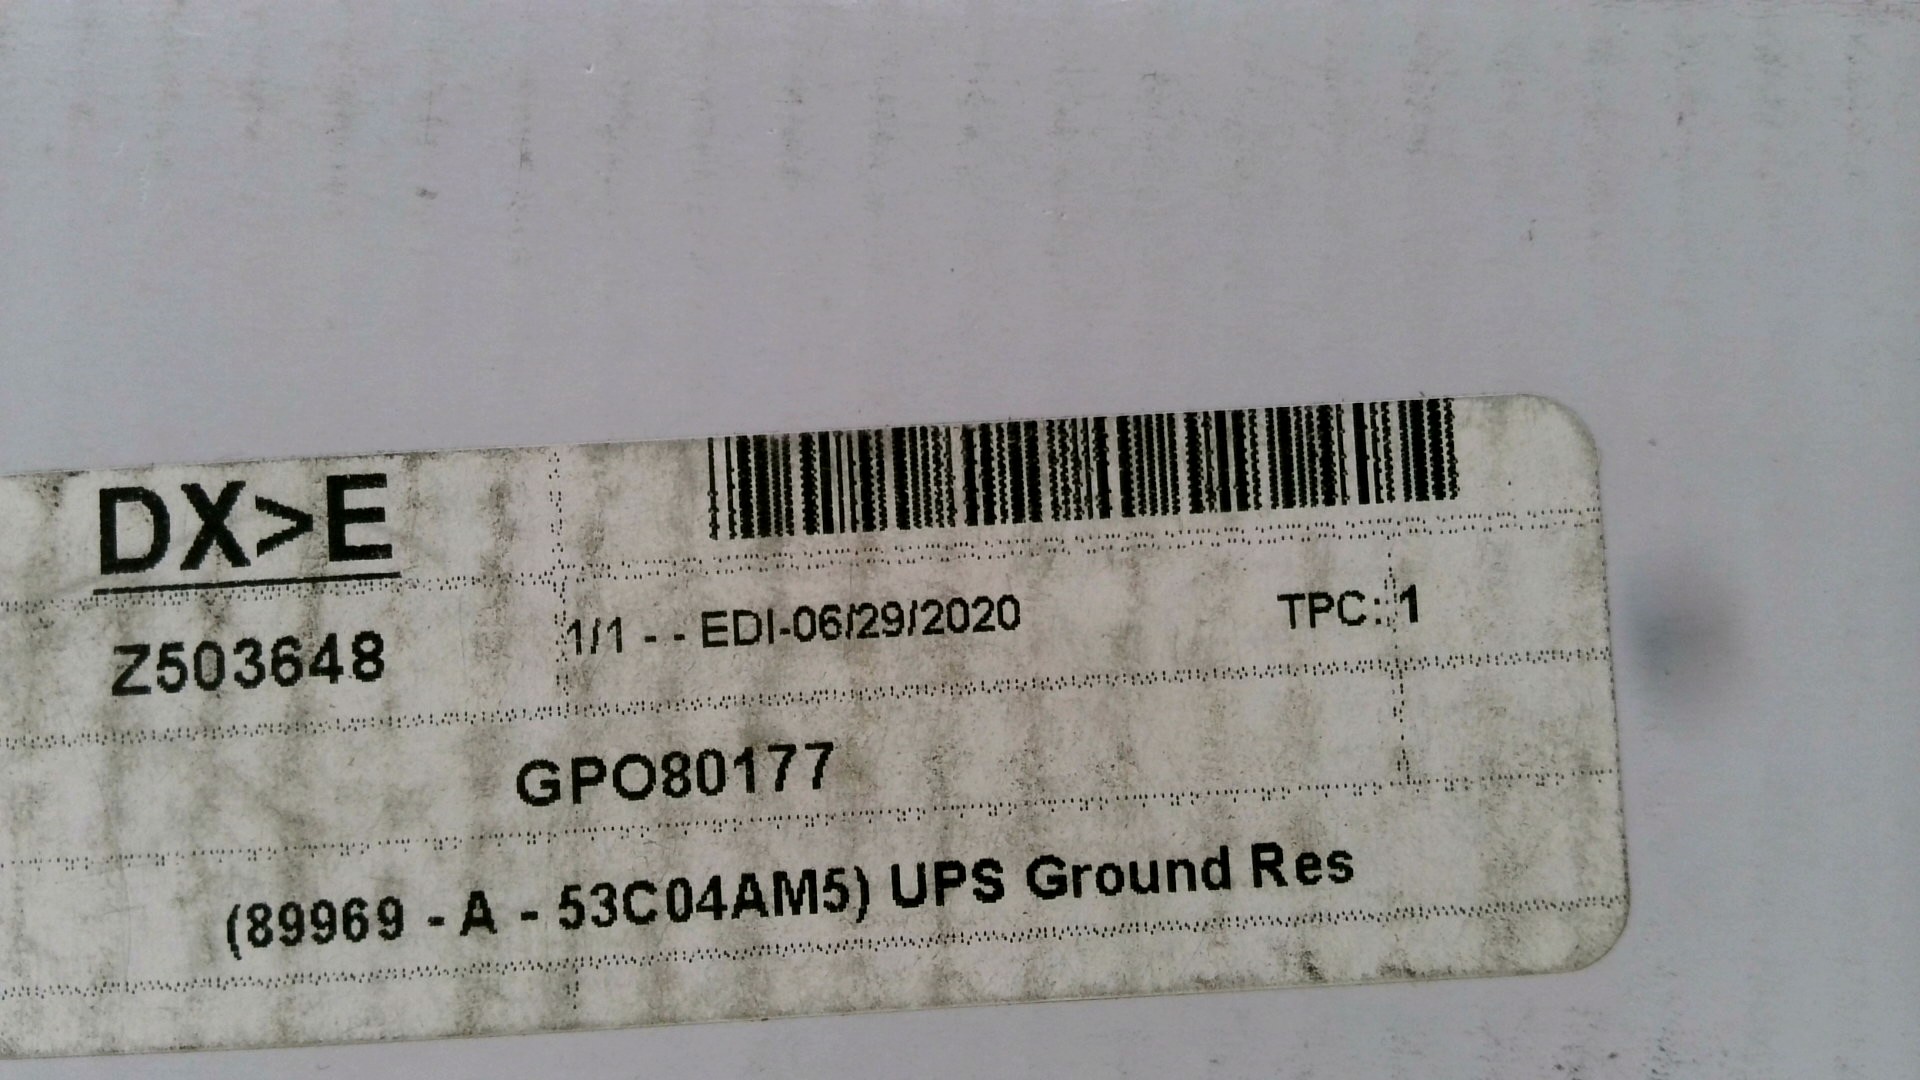 DX>E
Z503648 1/1 - - EDI-06/29/2020 TPC: 1
GPO80177
(89969 - A - 53C04AM5) UPS Ground Res